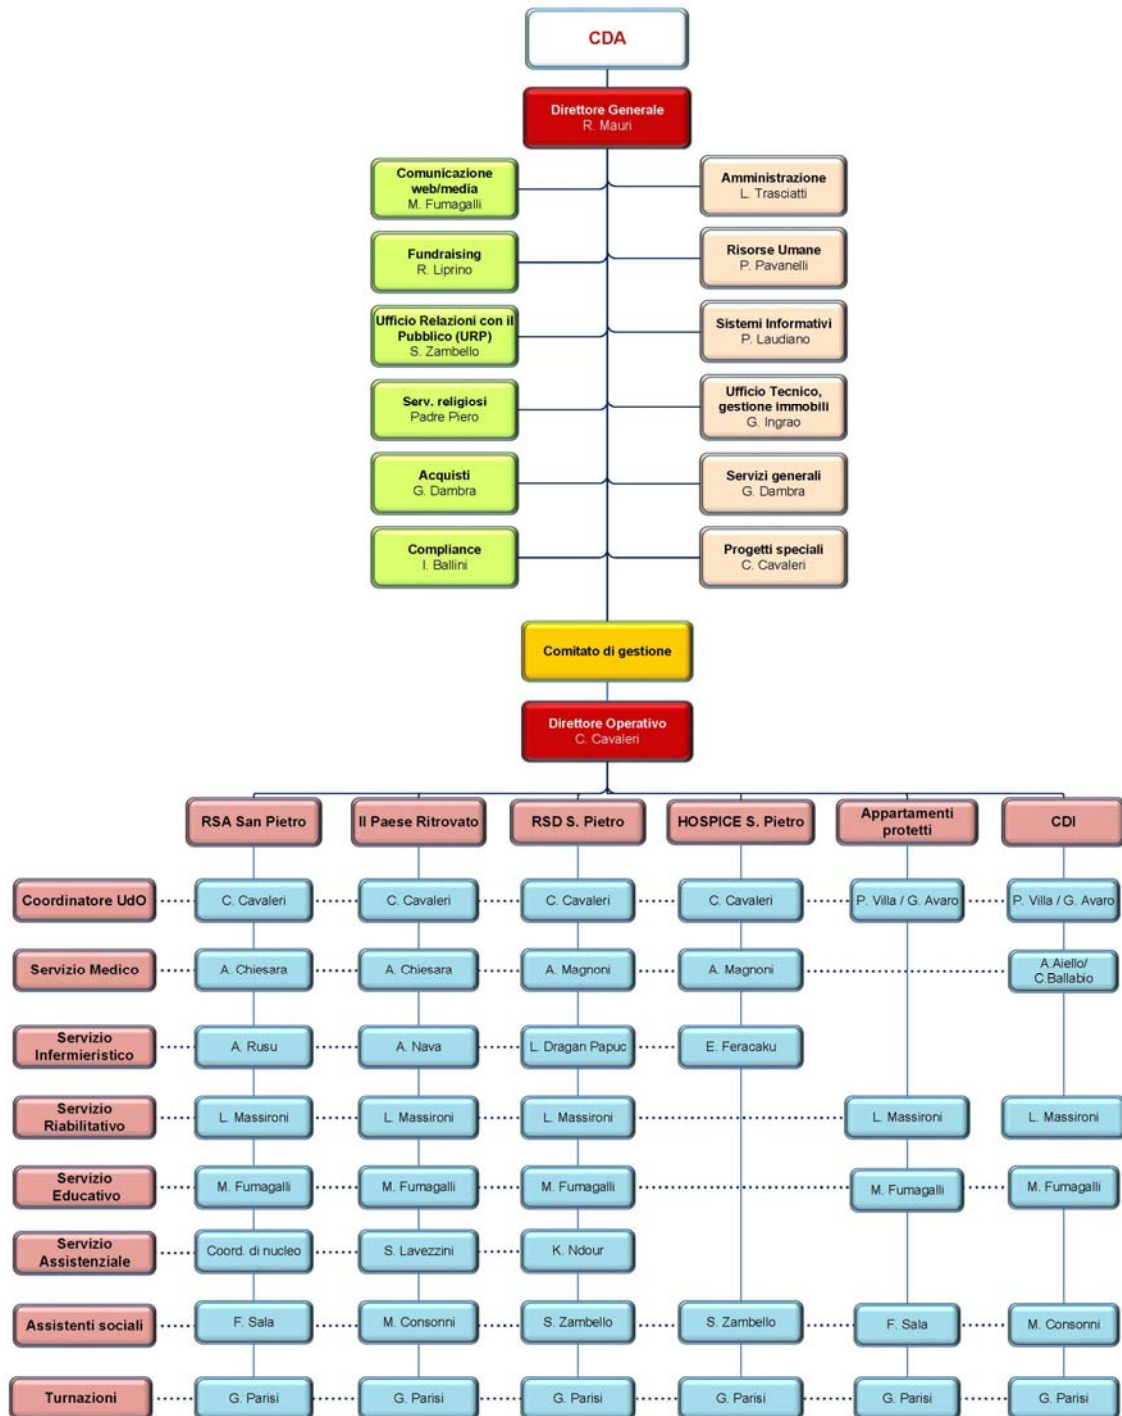 CDA
Direttore Generale
R. Mauri
Comunicazione
web/media
M. Fumagalli
Amministrazione
L. Trasciatti
Fundraising
R. Liprino
Risorse Umane
P. Pavanelli
Ufficio Relazioni con il
Pubblico (URP)
S. Zambello
Sistemi Informativi
P. Laudiano
Serv. religiosi
Padre Piero
Ufficio Tecnico,
gestione immobili
G. Ingrao
Acquisti
G. Dambra
Servizi generali
G. Dambra
Compliance
I. Ballini
Progetti speciali
C. Cavaleri
Comitato di gestione
Direttore Operativo
C. Cavaleri
RSA San Pietro
Il Paese Ritrovato
RSD S. Pietro
HOSPICE S. Pietro
Appartamenti
protetti
CDI
Coordinatore UdO
C. Cavaleri
C. Cavaleri
C. Cavaleri
C. Cavaleri
P. Villa / G. Avaro
P. Villa / G. Avaro
Servizio Medico
A. Chiesara
A. Chiesara
A. Magnoni
A. Magnoni
A.Aiello/
C.Ballabio
Servizio
Infermieristico
A. Rusu
A. Nava
L. Dragan Papuc
E. Feracaku
Servizio
Riabilitativo
L. Massironi
L. Massironi
L. Massironi
L. Massironi
L. Massironi
Servizio
Educativo
M. Fumagalli
M. Fumagalli
M. Fumagalli
M. Fumagalli
M. Fumagalli
Servizio
Assistenziale
Coord. di nucleo
S. Lavezzini
K. Ndour
Assistenti sociali
F. Sala
M. Consonni
S. Zambello
S. Zambello
F. Sala
M. Consonni
Turnazioni
G. Parisi
G. Parisi
G. Parisi
G. Parisi
G. Parisi
G. Parisi